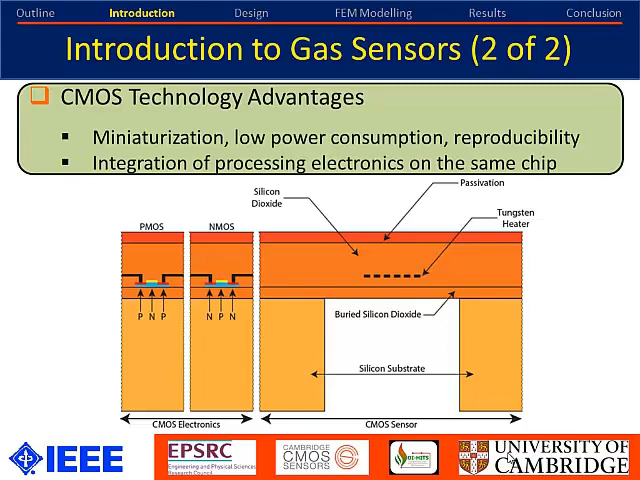 Outline Introduction Design FEM Modelling Results Conclusion
Introduction to Gas Sensors (2 of 2)
CMOS Technology Advantages
Miniaturization, low power consumption, reproducibility
Integration of processing electronics on the same chip
Passivation
Silicon
Dioxide
Tungsten
Heater
PMOS NMOS
P N P N P N
Buried Silicon Dioxide
Silicon Substrate
CMOS Electronics CMOS Sensor
IEEE
EPSRC
Engineering and Physical Sciences
Research Council
CAMBRIDGE
CMOS
SENSORS
UNIVERSITY OF
CAMBRIDGE